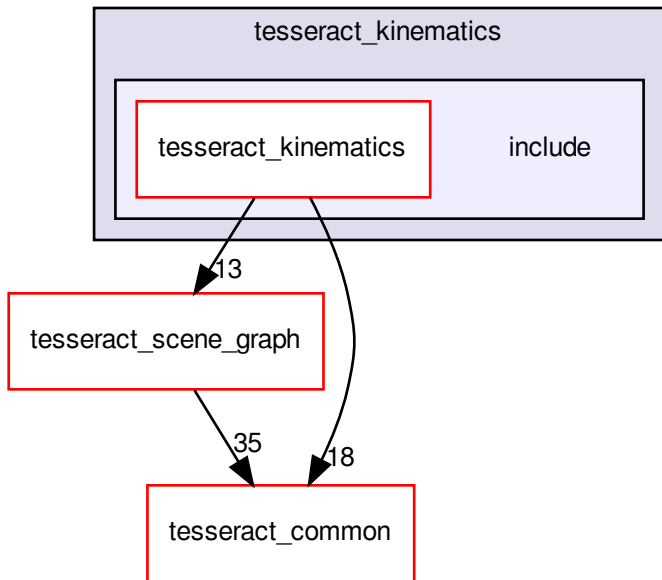 tesseract_kinematics
tesseract_kinematics
include
13
tesseract_scene_graph
35
18
tesseract_common